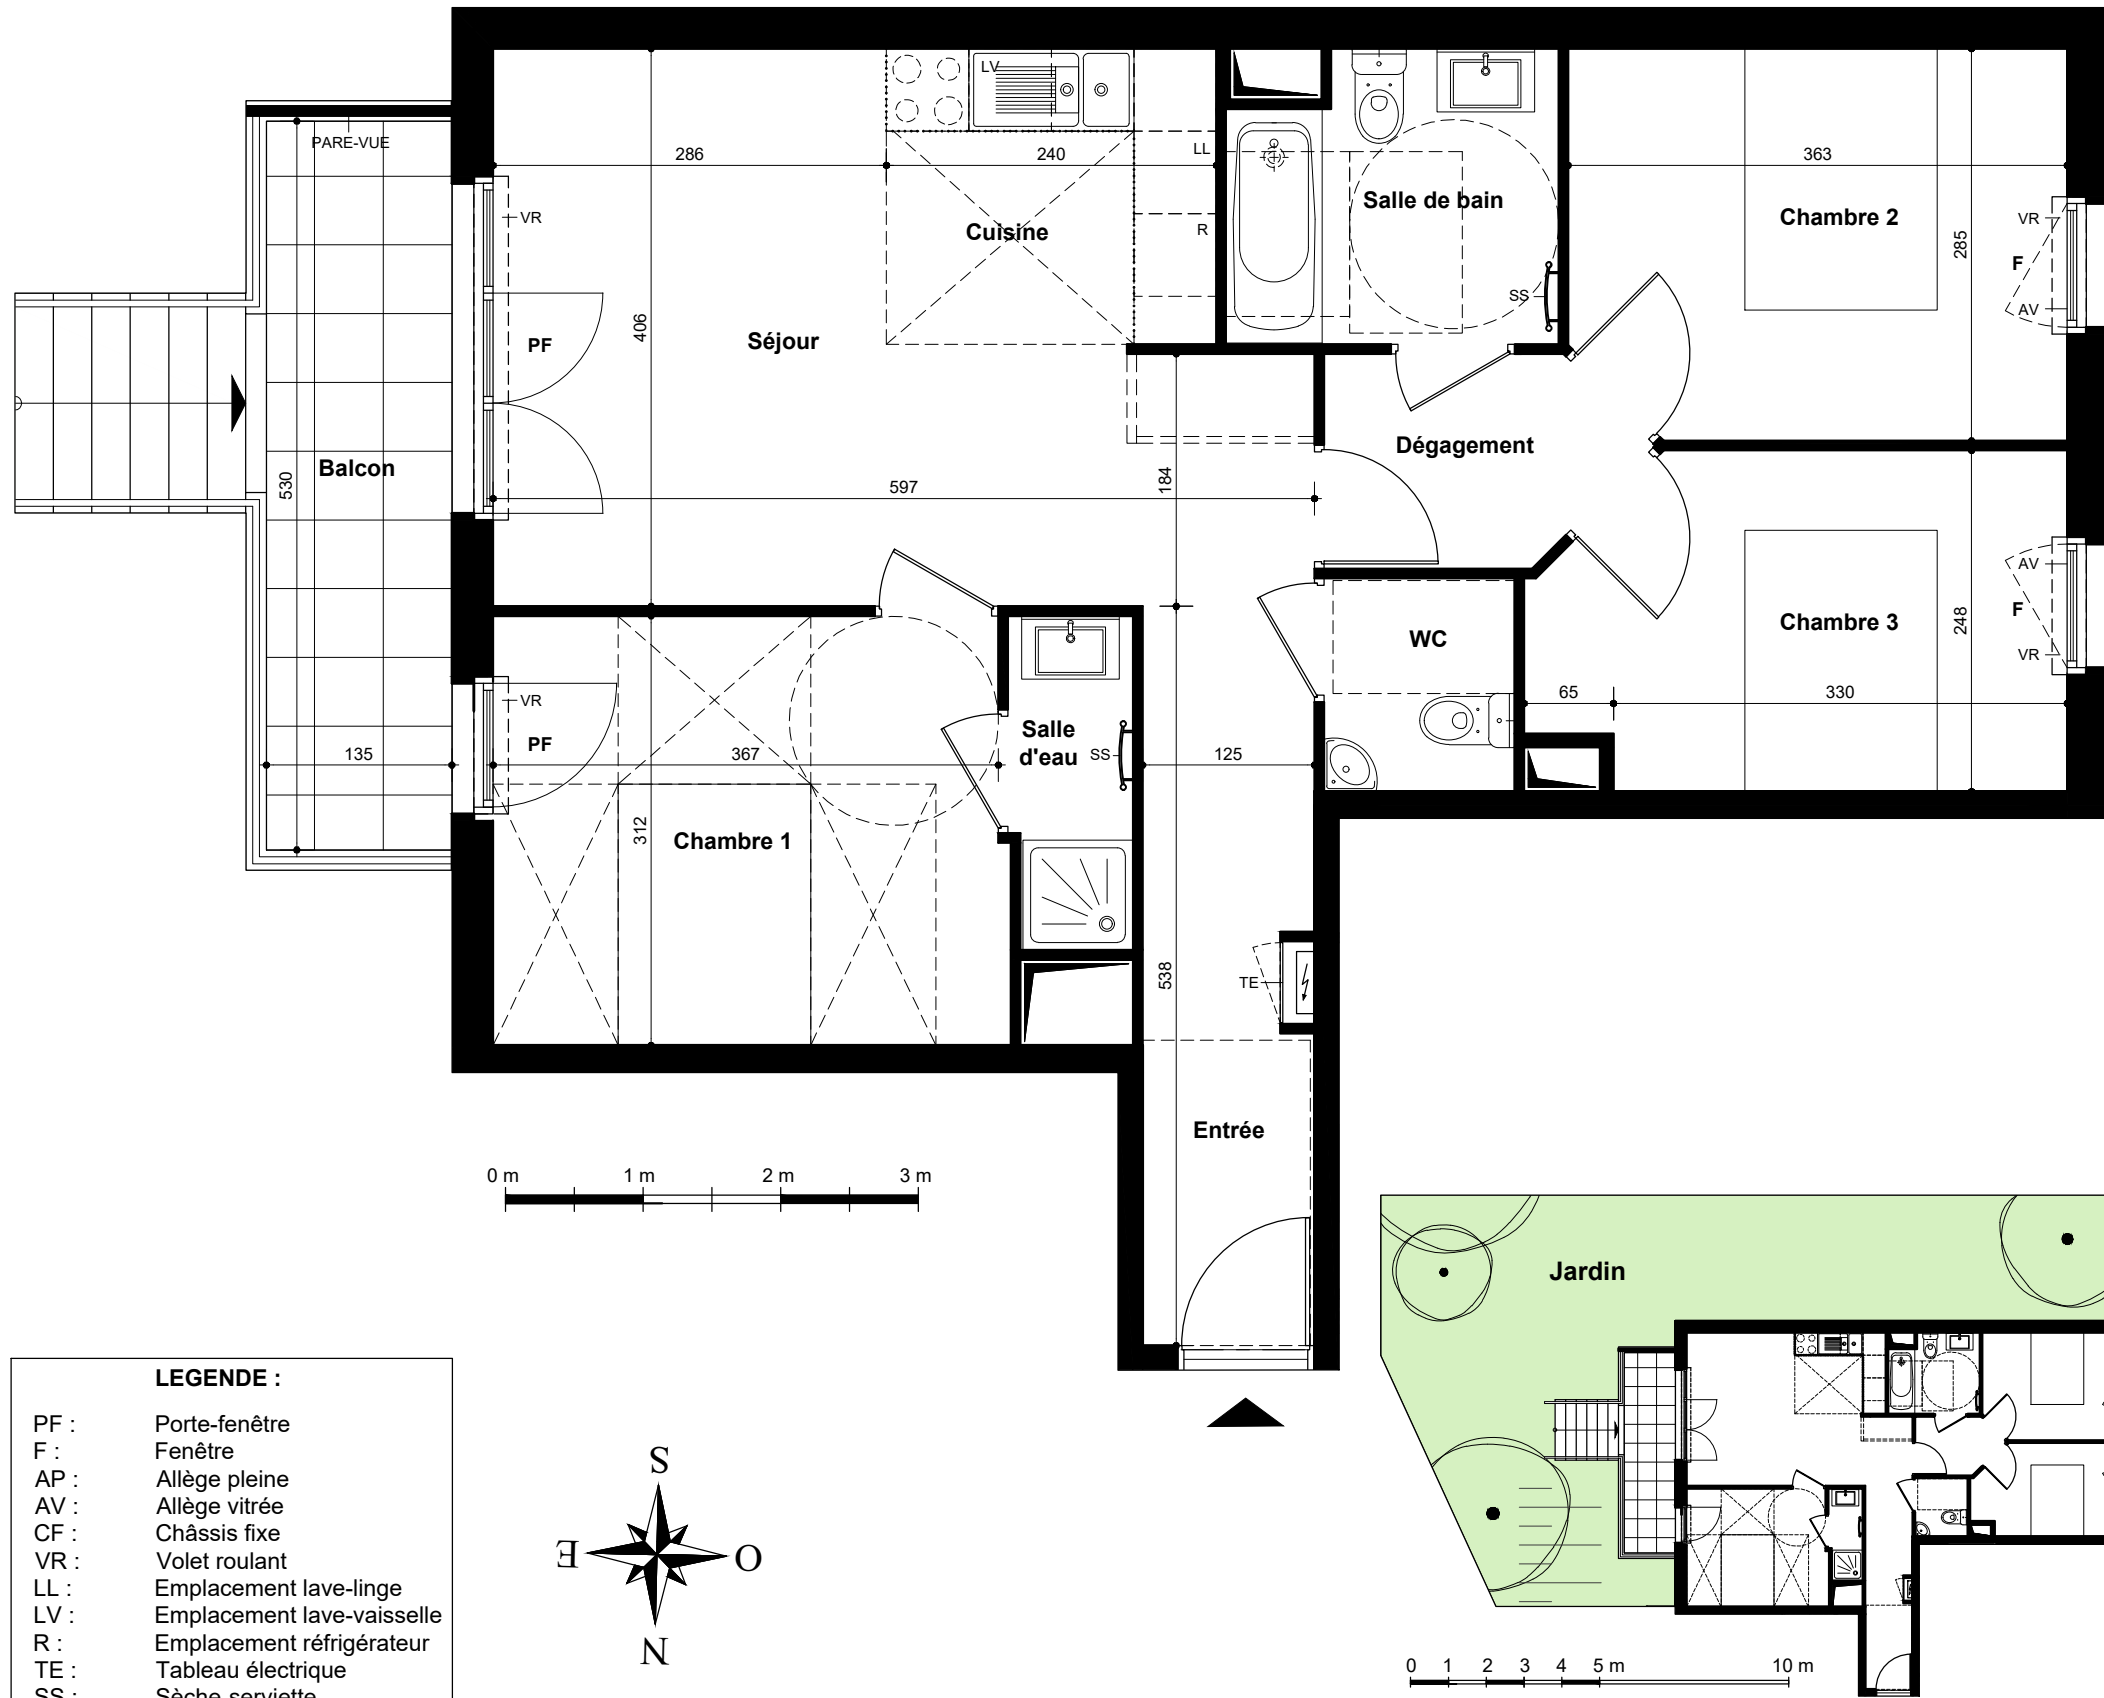 LV
PARE-VUE
286
240
LL
363
VR
Salle de bain
Chambre 2
VR
Cuisine
R
285
F
SS
AV
406
Séjour
PF
Dégagement
Balcon
530
184
597
AV
F
Chambre 3
248
WC
VR
65
330
VR
PF
Salle
d'eau
SS
135
367
125
312
Chambre 1
538
TE
Entrée
0 m
1 m
2 m
3 m
Jardin
LEGENDE :
PF : Porte-fenêtre
F : Fenêtre
AP : Allège pleine
AV : Allège vitrée
CF : Châssis fixe
VR : Volet roulant
LL : Emplacement lave-linge
LV : Emplacement lave-vaisselle
R : Emplacement réfrigérateur
TE : Tableau électrique
SS : Sèche serviette
S
E
O
N
0 1 2 3 4 5 m 10 m